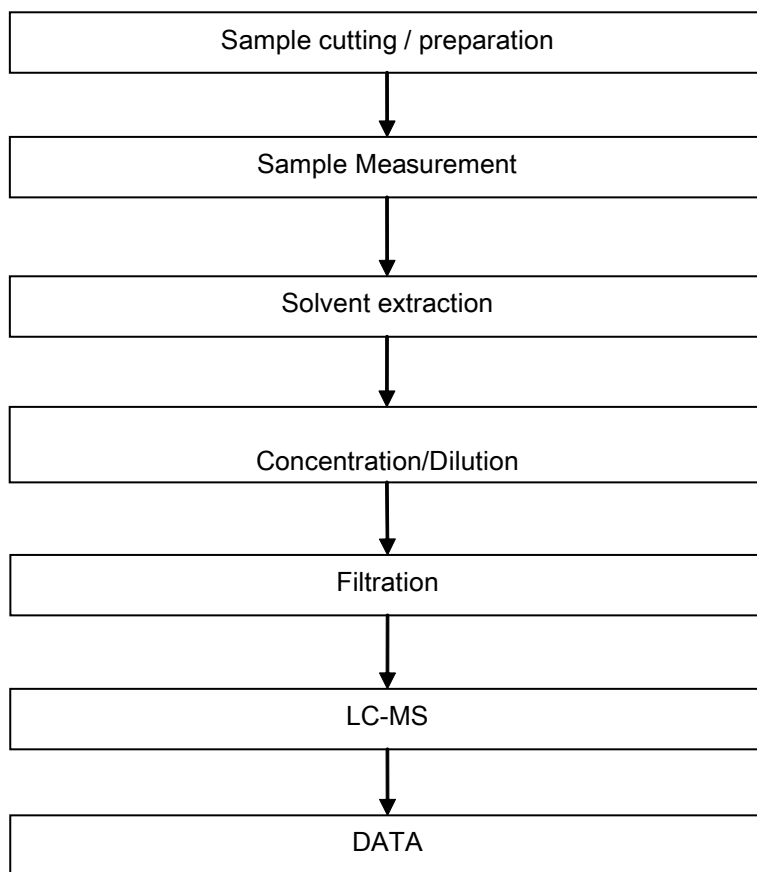 Sample cutting / preparation
Sample Measurement
Solvent extraction
Concentration/Dilution
Filtration
LC-MS
DATA